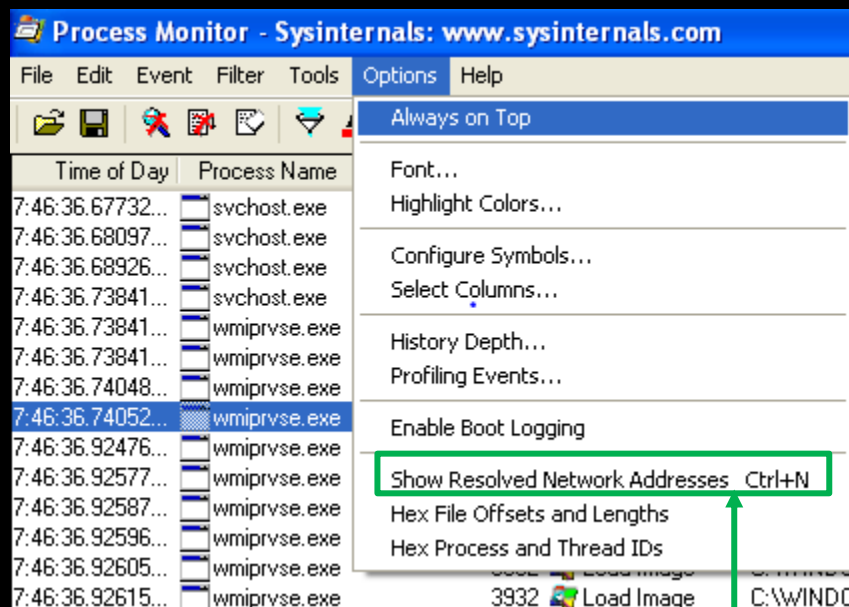 Process Monitor - Sysinternals: www.sysinternals.com
File Edit Event Filter Tools Options Help
Always on Top
Font...
Highlight Colors...
Configure Symbols...
Select Columns...
History Depth...
Profiling Events...
Enable Boot Logging
Show Resolved Network Addresses Ctrl+N
Hex File Offsets and Lengths
Hex Process and Thread IDs
Time of Day Process Name
7:46:36.67732... svchost.exe
7:46:36.68097... svchost.exe
7:46:36.68926... svchost.exe
7:46:36.73841... svchost.exe
7:46:36.73841... wmiprvse.exe
7:46:36.73841... wmiprvse.exe
7:46:36.74048... wmiprvse.exe
7:46:36.74052... wmiprvse.exe
7:46:36.92476... wmiprvse.exe
7:46:36.92577... wmiprvse.exe
7:46:36.92587... wmiprvse.exe
7:46:36.92596... wmiprvse.exe
7:46:36.92605... wmiprvse.exe
7:46:36.92615... wmiprvse.exe 3932 Load Image C:\WIND